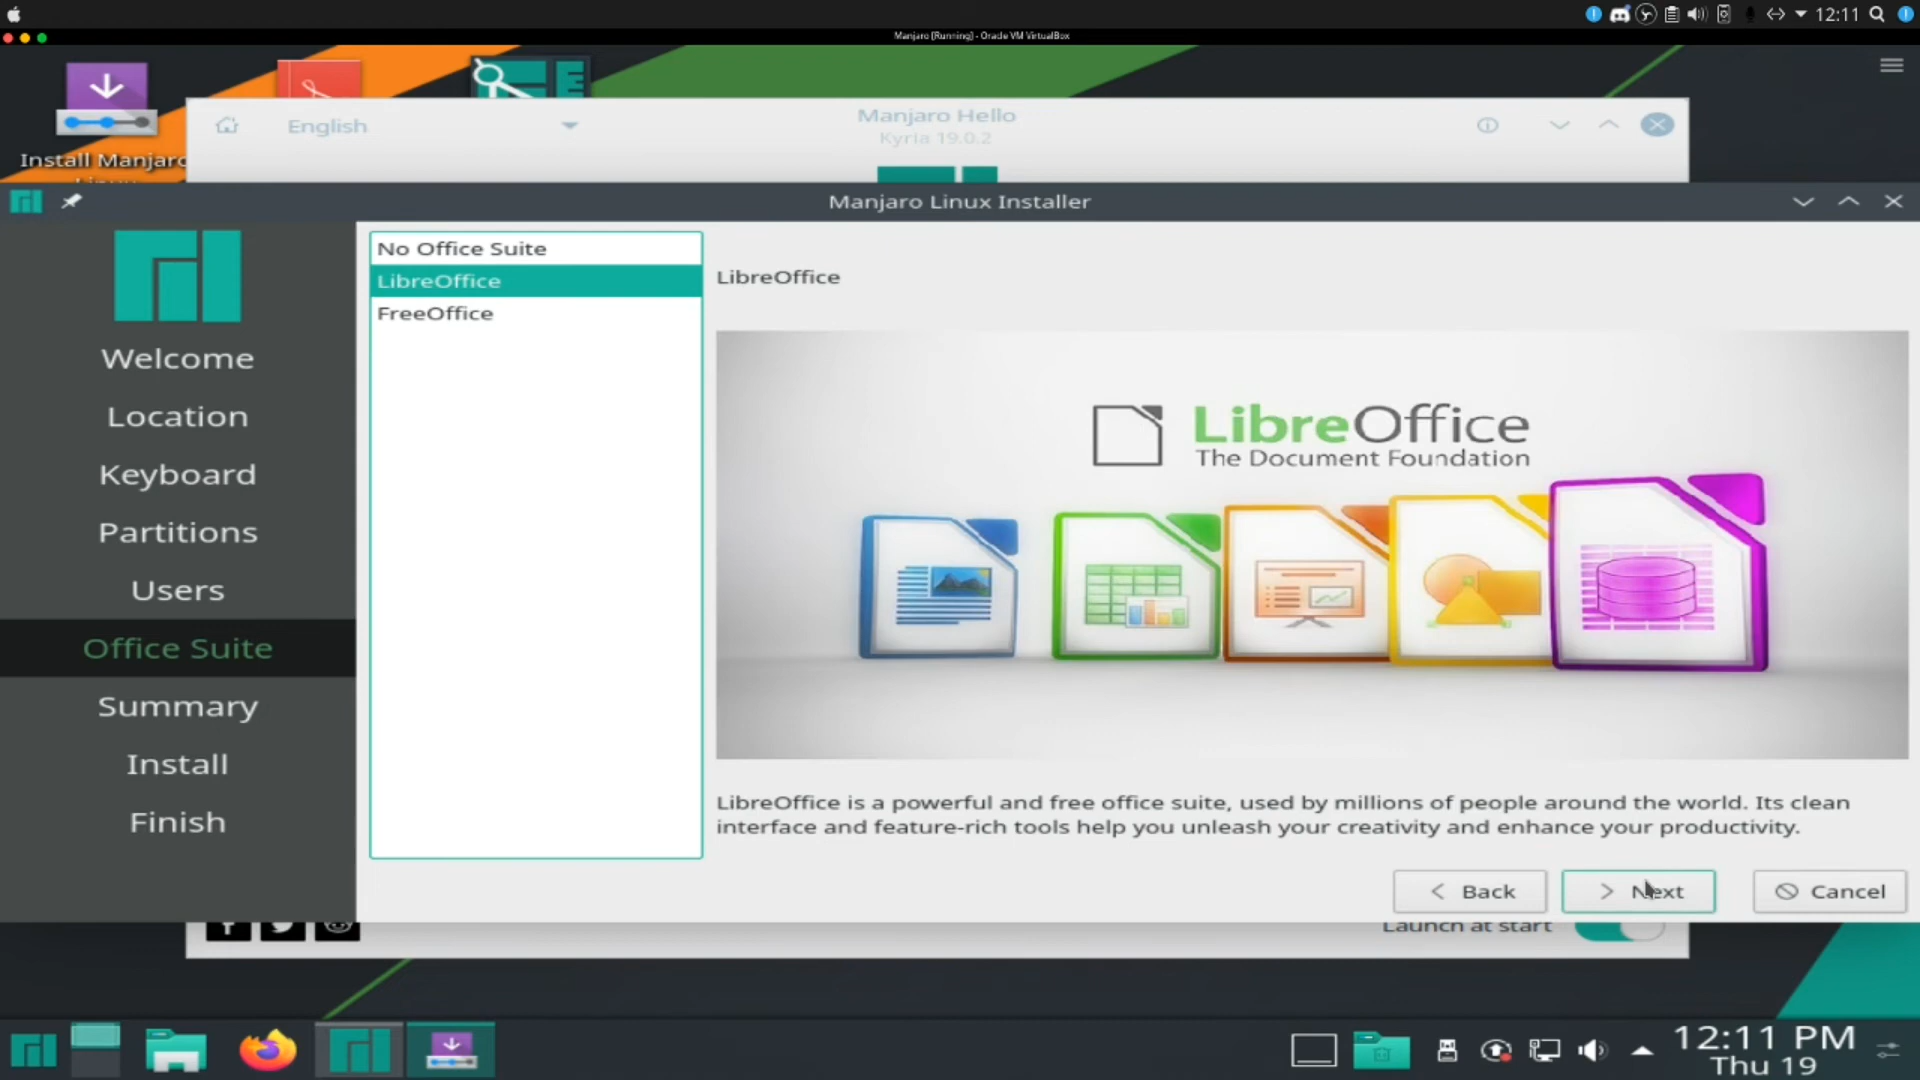 12:11
Manjaro [Running] - Oracle VM VirtualBox
Install Manjaro
English
Manjaro Hello
Kyria 19.0.2
Manjaro Linux Installer
Welcome
Location
Keyboard
Partitions
Users
Office Suite
Summary
Install
Finish
No Office Suite
LibreOffice
FreeOffice
LibreOffice
LibreOffice
The Document Foundation
LibreOffice is a powerful and free office suite, used by millions of people around the world. Its clean
interface and feature-rich tools help you unleash your creativity and enhance your productivity.
Back
Next
Cancel
Launch at start
12:11 PM
Thu 19